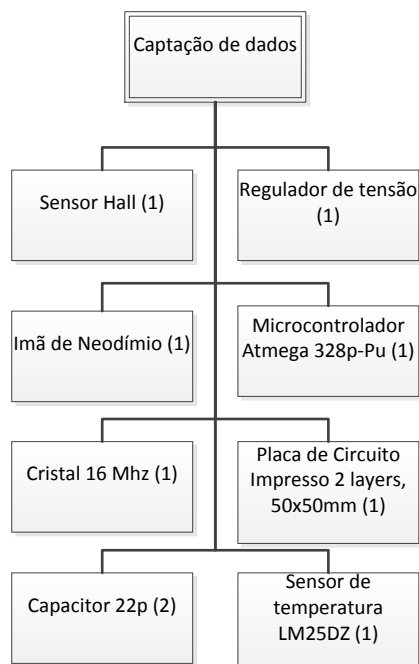 Captação de dados
Sensor Hall (1)
Regulador de tensão
(1)
Imã de Neodímio (1)
Microcontrolador
Atmega 328p-Pu (1)
Cristal 16 Mhz (1)
Placa de Circuito
Impresso 2 layers,
50x50mm (1)
Capacitor 22p (2)
Sensor de
temperatura
LM25DZ (1)